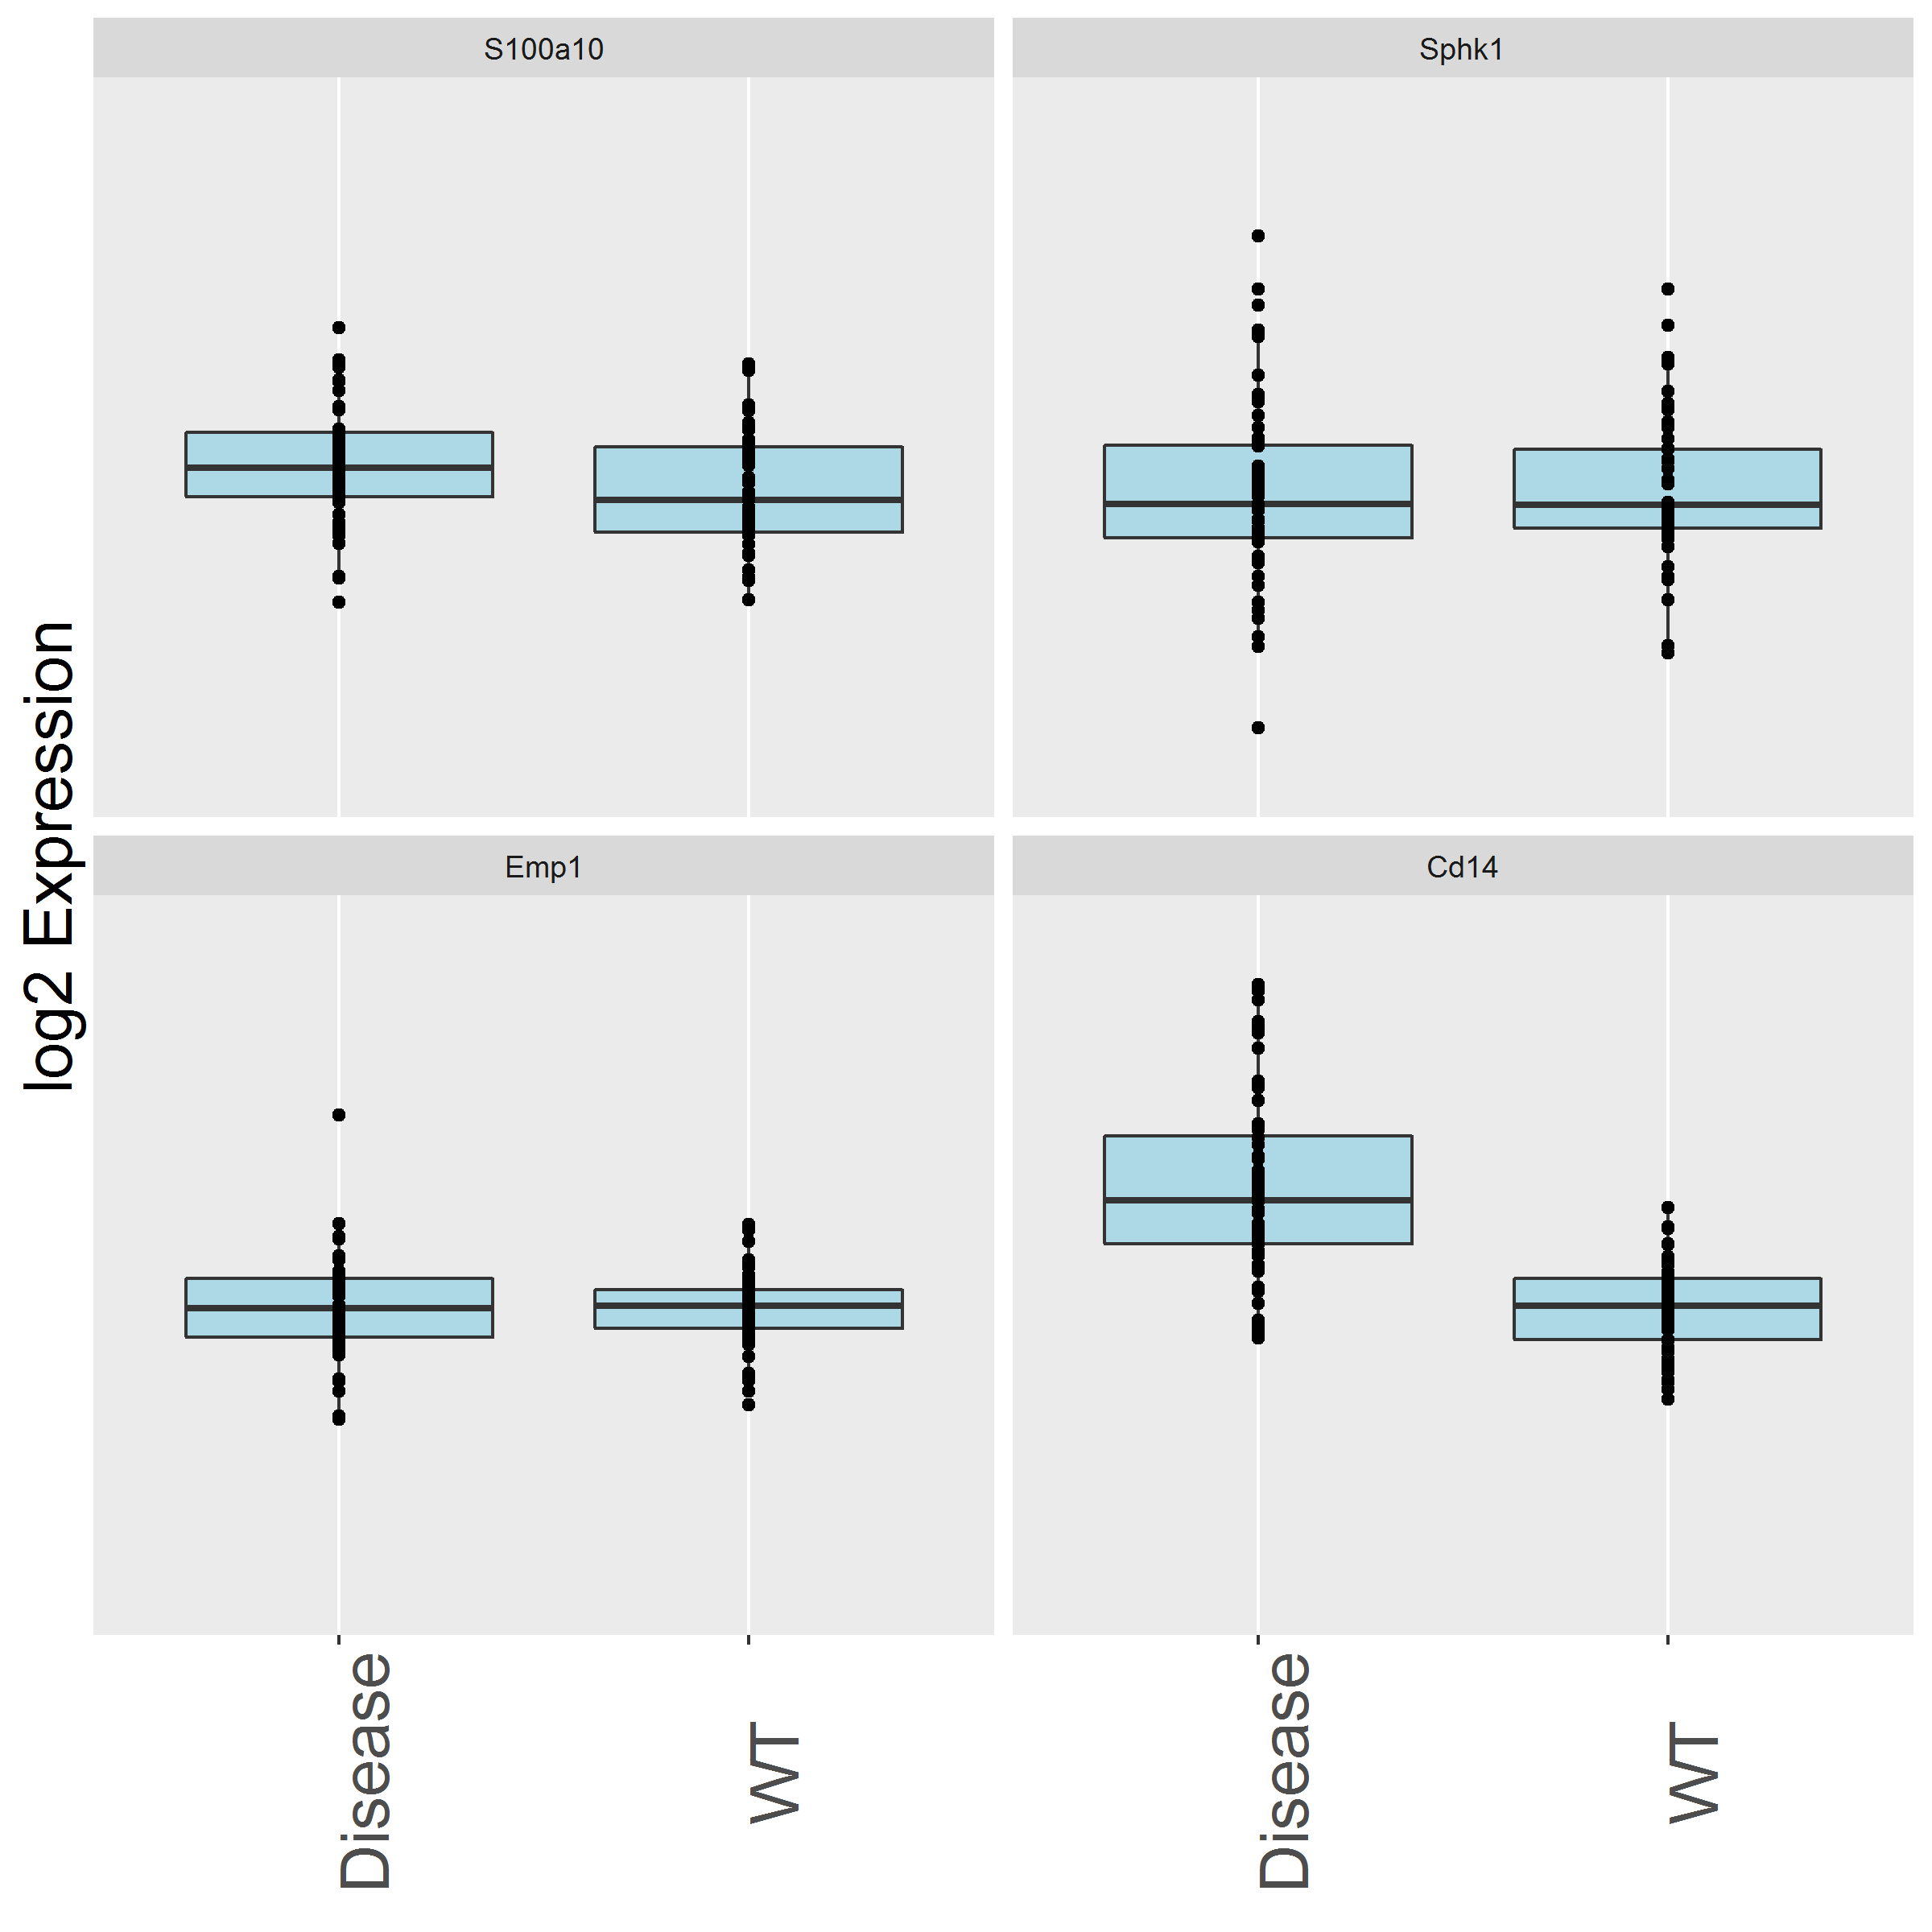 S100a10
Sphk1
log2 Expression
Emp1
Cd14
Disease
WT
Disease
WT